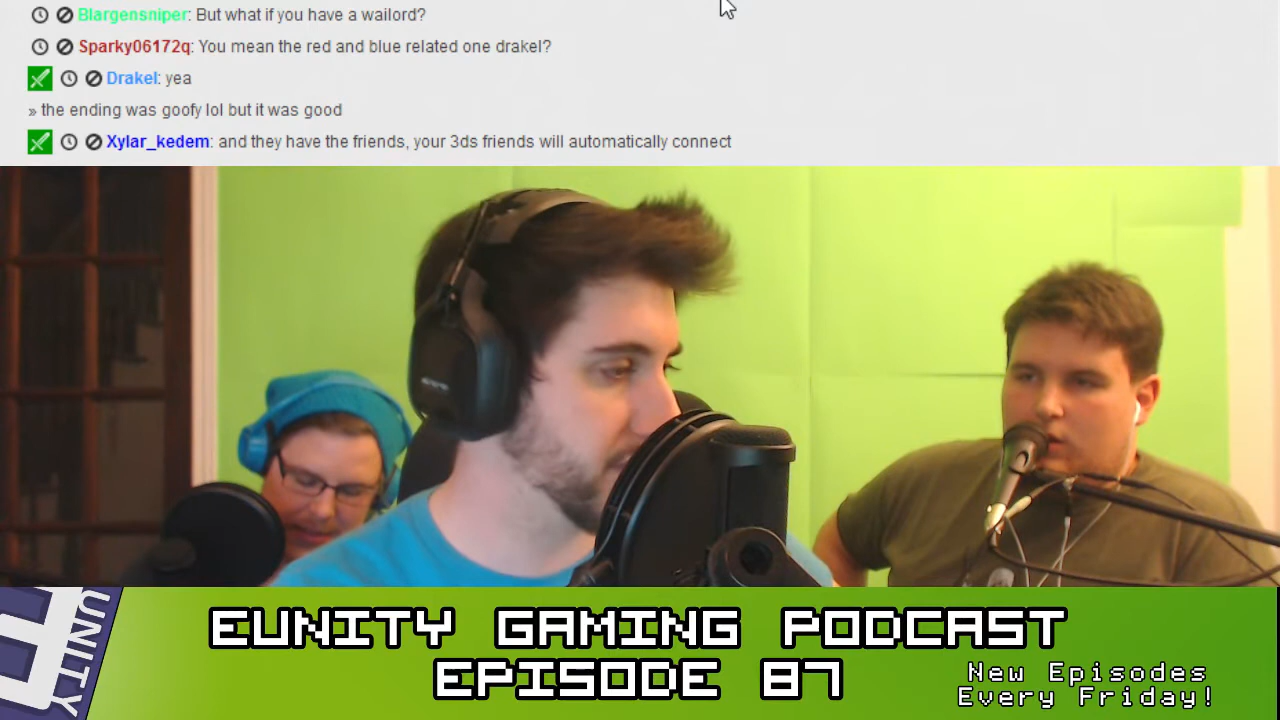 Blargensniper: But what if you have a wailord?
Sparky06172q: You mean the red and blue related one drakel?
Drakel: yea
» the ending was goofy lol but it was good
Xylar_kedem: and they have the friends, your 3ds friends will automatically connect
EUNITY GAMING PODCAST
EPISODE 87
New Episodes
Every Friday!
E
UNITY